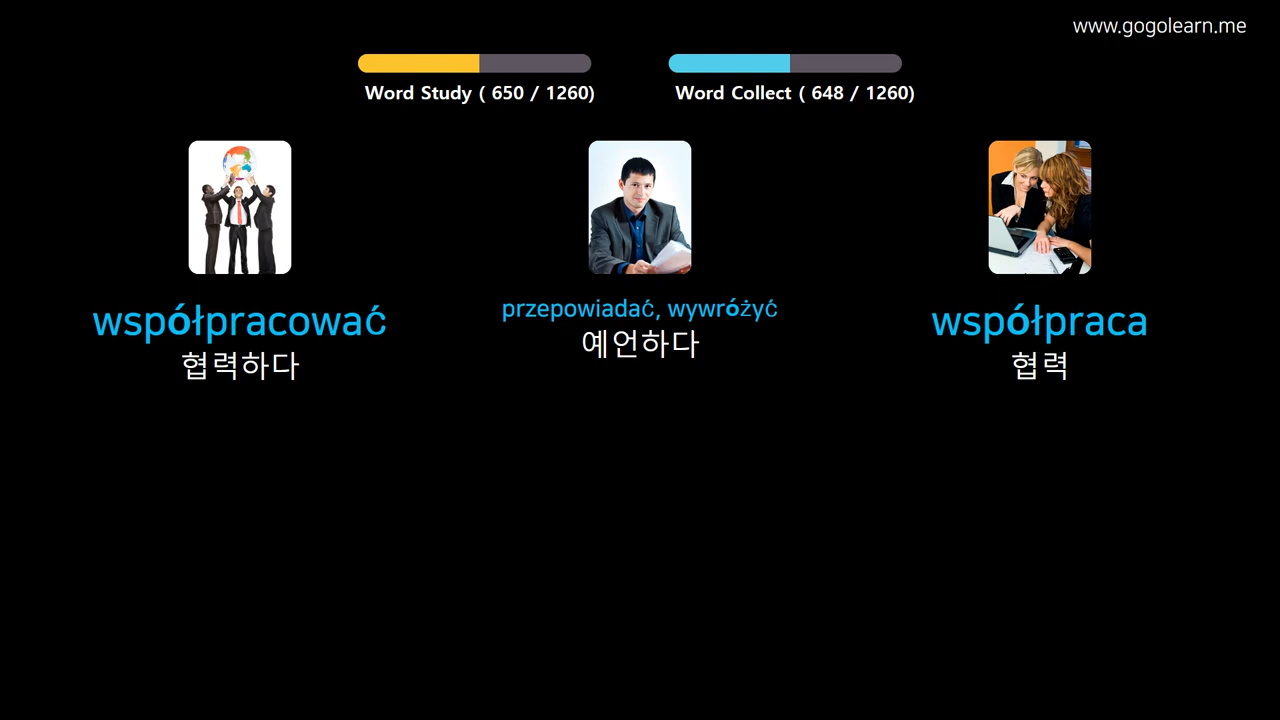 www.gogolearn.me
Word Study ( 650 / 1260)
Word Collect ( 648 / 1260)
współpracować
협력하다
przepowiadać, wywróżyć
예언하다
współpraca
협력